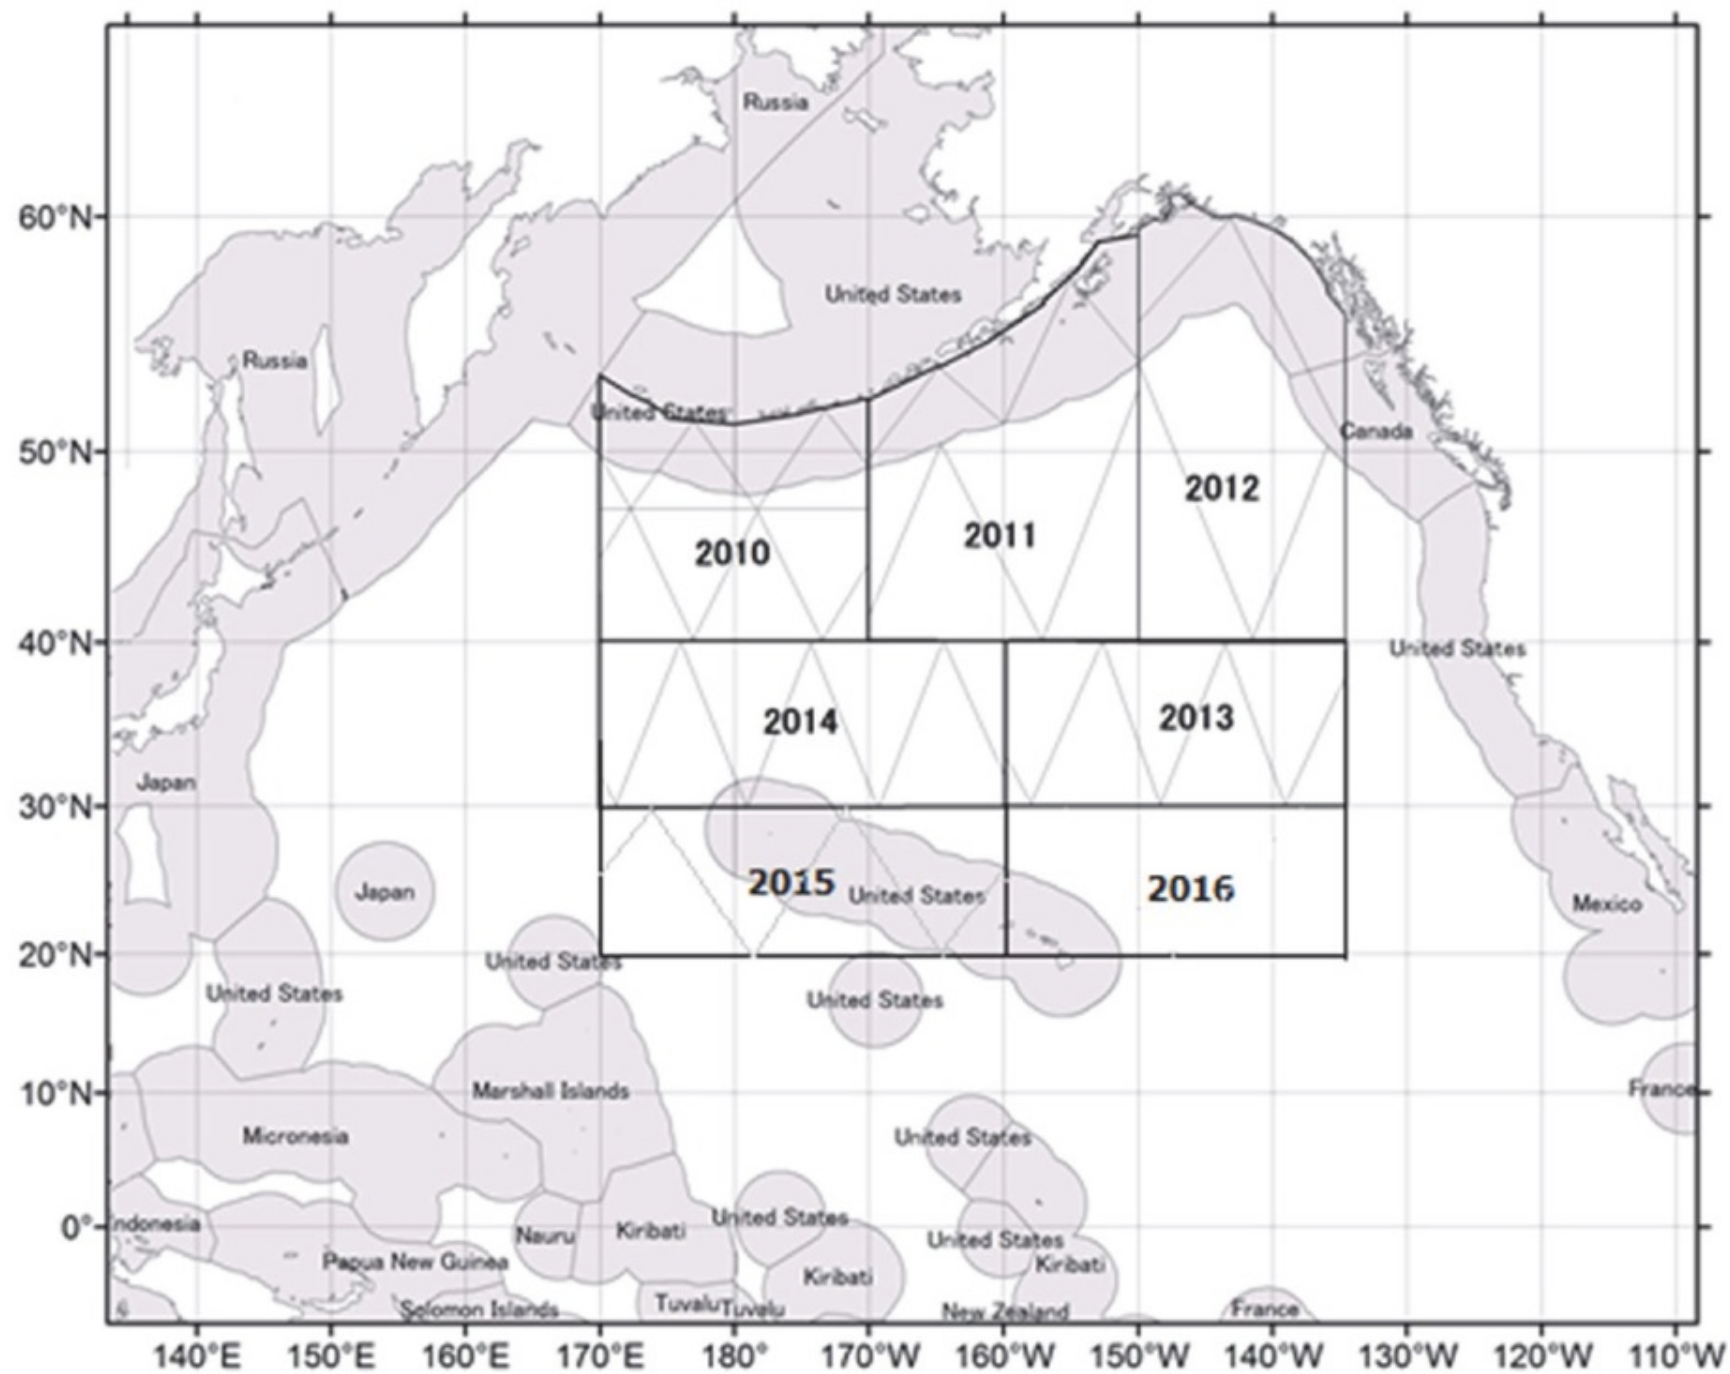 Russia
60°N
United States
Russia
United States
50°N
Canada
2012
2011
2010
40°N
United States
2014
2013
Japan
30°N
2015
2016
Japan
United States
Mexico
20°N
United States
United States
United States
10°N
Marshall Islands
France
Micronesia
United States
0°
ndonesia
Nauru
Kiribati
United States
United States
Papua New Guinea
Kiribati
Kiribati
Solomon Islands
Tuvalu
Tuvalu
New Zealand
France
140°E 150°E 160°E 170°E 180° 170°W 160°W 150°W 140°W 130°W 120°W 110°W